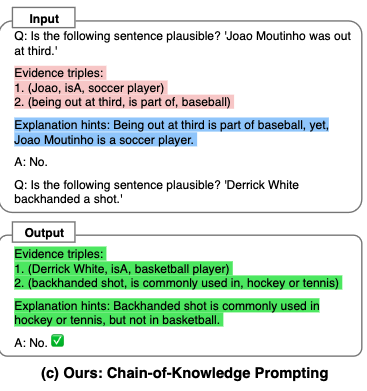 Input
Q: Is the following sentence plausible? 'Joao Moutinho was out
at third.'
Evidence triples:
1. (Joao, isA, soccer player)
2. (being out at third, is part of, baseball)
Explanation hints: Being out at third is part of baseball, yet,
Joao Moutinho is a soccer player.
A: No.
Q: Is the following sentence plausible? 'Derrick White
backhanded a shot.'
Output
Evidence triples:
1. (Derrick White, isA, basketball player)
2. (backhanded shot, is commonly used in, hockey or tennis)
Explanation hints: Backhanded shot is commonly used in
hockey or tennis, but not in basketball.
A: No. ✅
(c) Ours: Chain-of-Knowledge Prompting